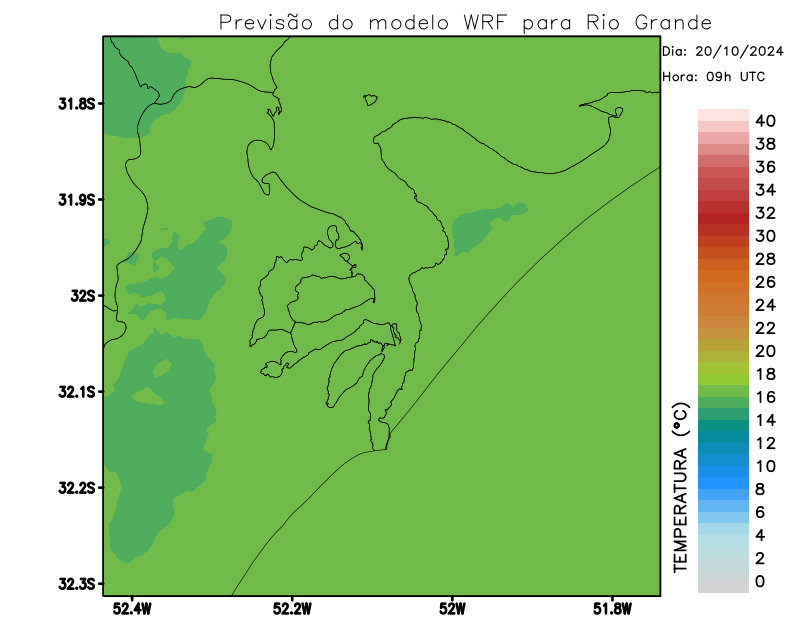 Previsão do modelo WRF para Rio Grande
Dia: 20/10/2024
Hora: 09h UTC
31.8S
31.9S
32S
32.1S
32.2S
32.3S
52.4W
52.2W
52W
51.8W
TEMPERATURA (°C)
40
38
36
34
32
30
28
26
24
22
20
18
16
14
12
10
8
6
4
2
0